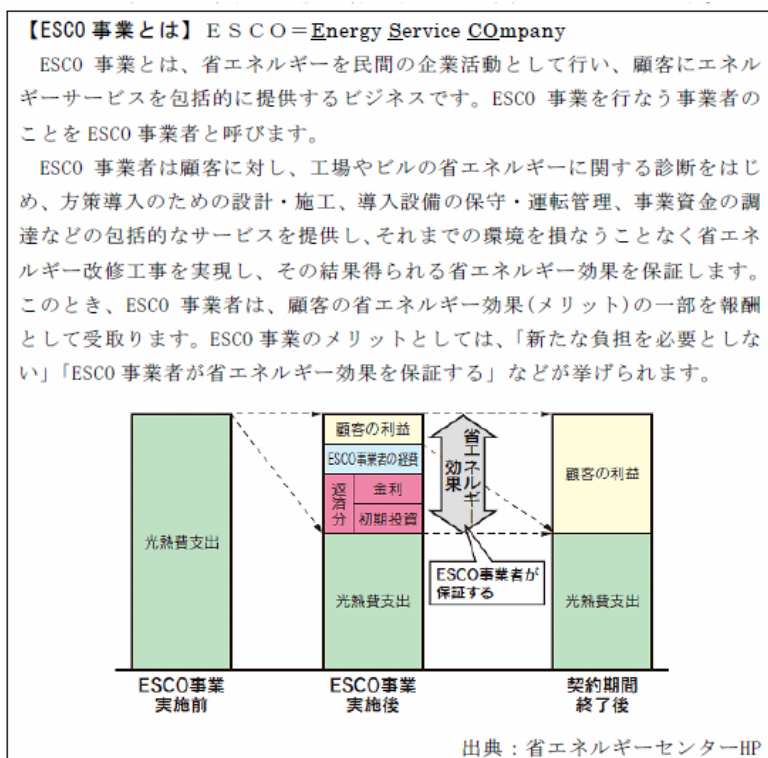 【ESCO 事業とは】ＥＳＣＯ＝Energy Service COmpany
ESCO 事業とは、省エネルギーを民間の企業活動として行い、顧客にエネル
ギーサービスを包括的に提供するビジネスです。ESCO 事業を行なう事業者の
ことを ESCO 事業者と呼びます。
ESCO 事業者は顧客に対し、工場やビルの省エネルギーに関する診断をはじ
め、方策導入のための設計・施工、導入設備の保守・運転管理、事業資金の調
達などの包括的なサービスを提供し、それまでの環境を損なうことなく省エネ
ルギー改修工事を実現し、その結果得られる省エネルギー効果を保証します。
このとき、ESCO 事業者は、顧客の省エネルギー効果(メリット)の一部を報酬
として受取ります。ESCO 事業のメリットとしては、「新たな負担を必要としな
い」「ESCO 事業者が省エネルギー効果を保証する」などが挙げられます。
光熱費支出
顧客の利益
ESCO事業者の経費
返済分
金利
初期投資
光熱費支出
省エネルギー
効果
ESCO事業者が
保証する
顧客の利益
光熱費支出
ESCO事業
実施前
ESCO事業
実施後
契約期間
終了後
出典：省エネルギーセンターHP